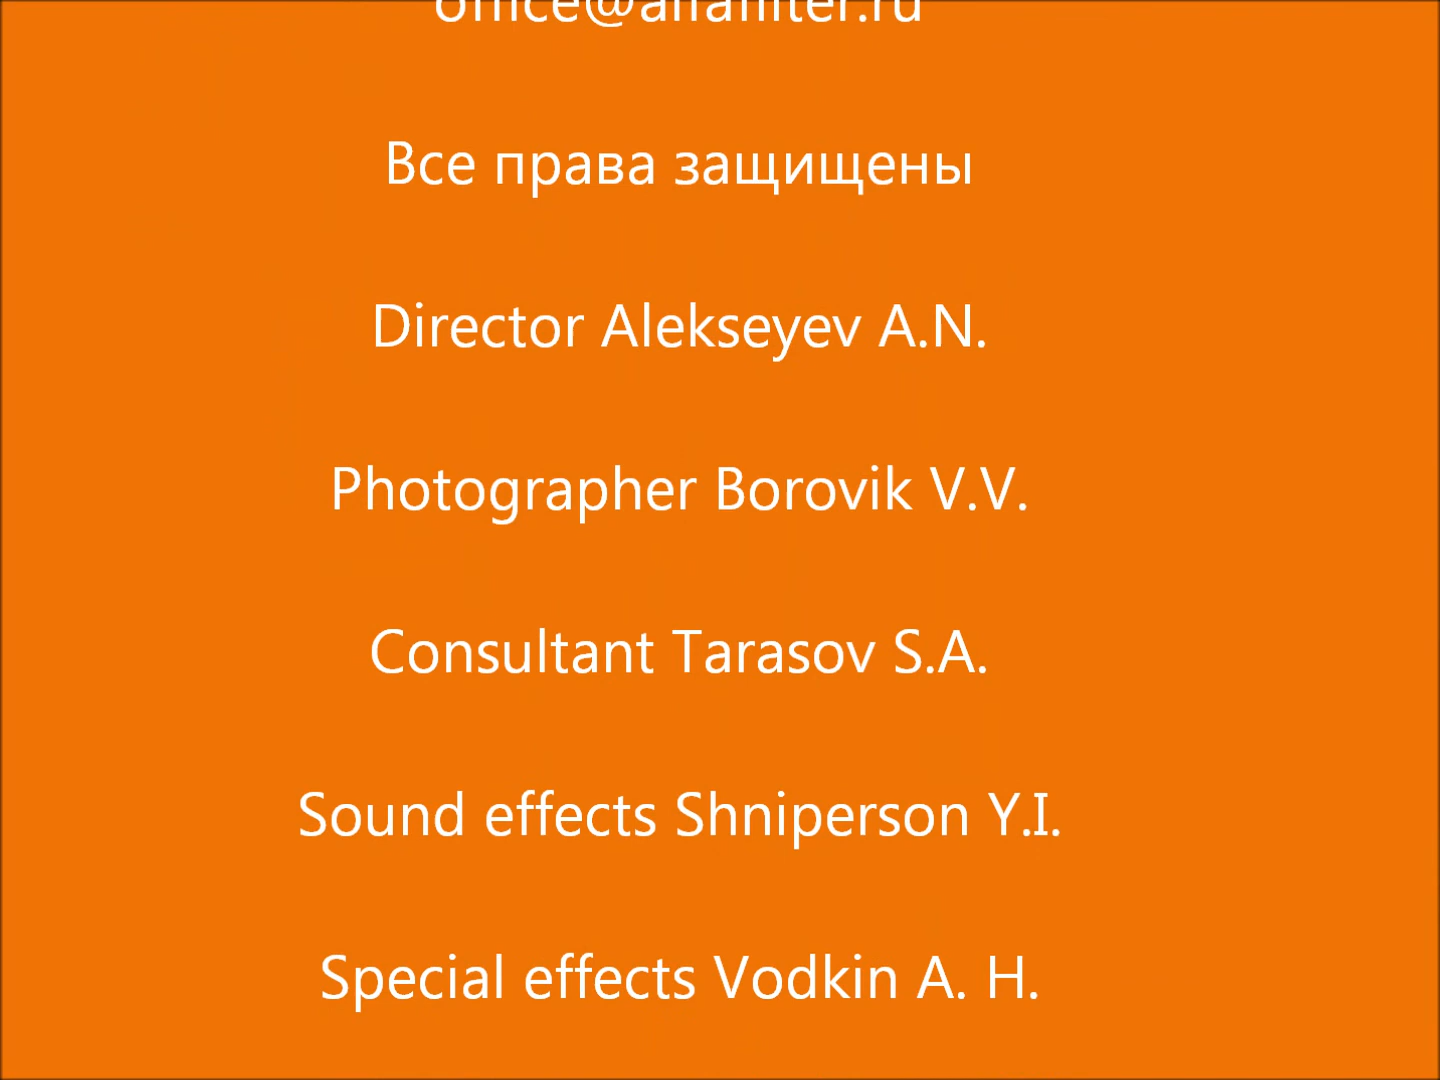 Все права защищены
Director Alekseyev A.N.
Photographer Borovik V.V.
Consultant Tarasov S.A.
Sound effects Shniperson Y.I.
Special effects Vodkin A. H.